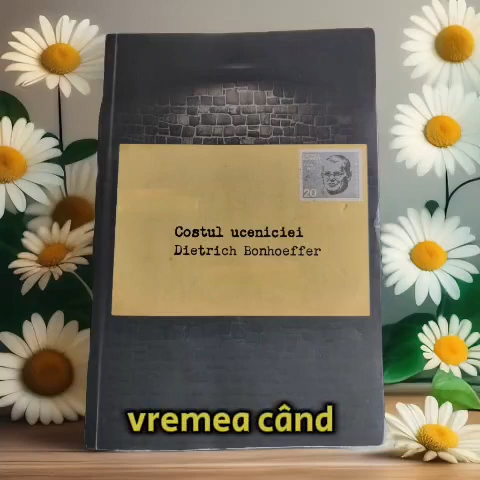 20
Costul uceniciei
Dietrich Bonhoeffer
vremea când